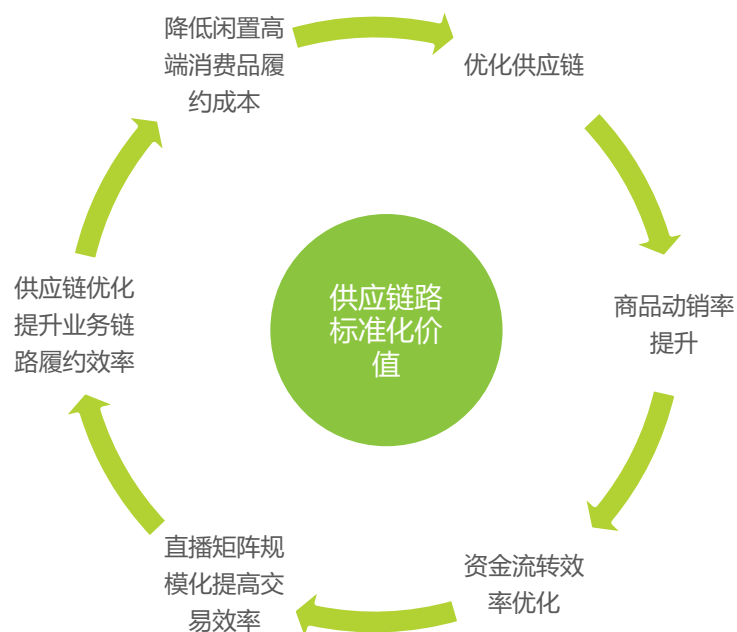 降低闲置高
端消费品履
约成本
优化供应链
商品动销率
提升
资金流转效
率优化
直播矩阵规
模化提高交
易效率
供应链优化
提升业务链
路履约效率
供应链路
标准化价
值